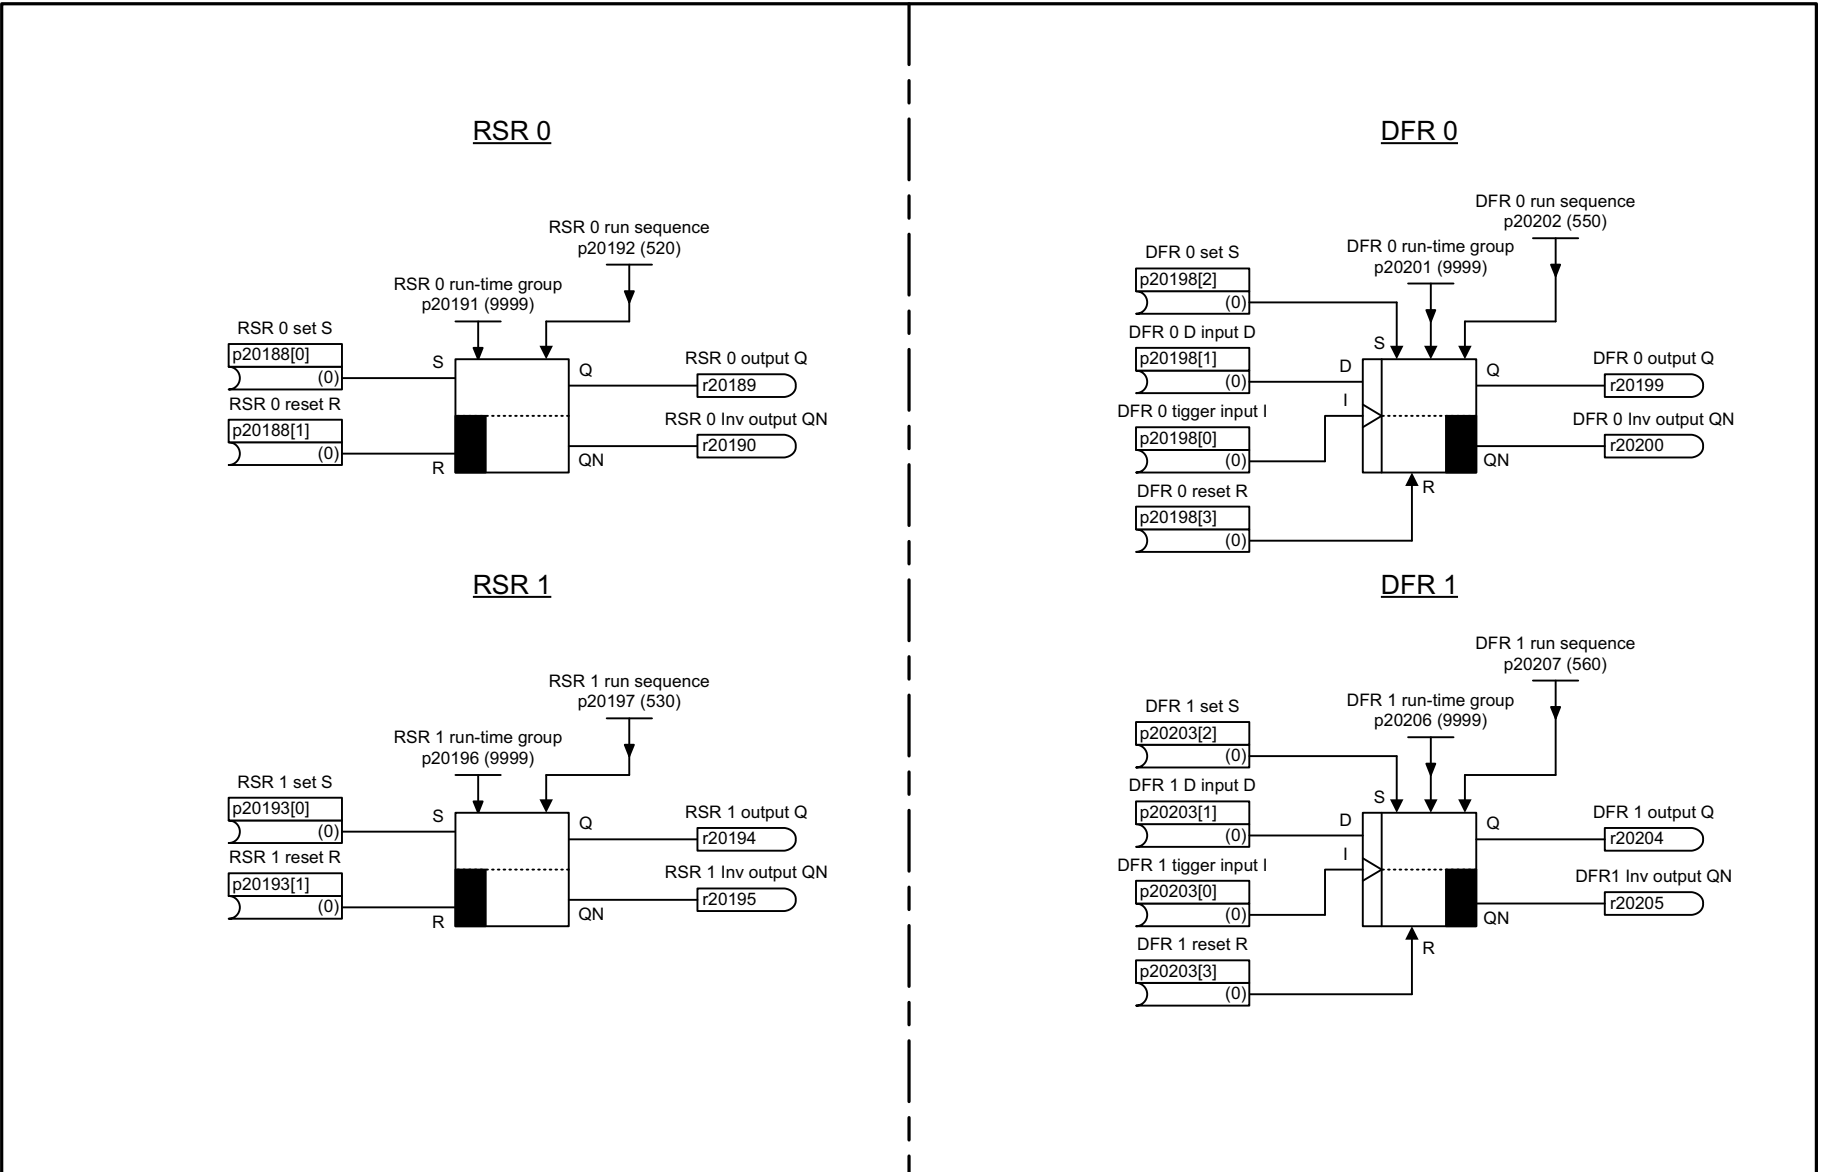 RSR 0
RSR 0 run sequence
p20192 (520)
RSR 0 run-time group
p20191 (9999)
RSR 0 set S
p20188[0]
(0)
RSR 0 reset R
p20188[1]
(0)
S
R
Q
QN
RSR 0 output Q
r20189
RSR 0 Inv output QN
r20190
RSR 1
RSR 1 run sequence
p20197 (530)
RSR 1 run-time group
p20196 (9999)
RSR 1 set S
p20193[0]
(0)
RSR 1 reset R
p20193[1]
(0)
S
R
Q
QN
RSR 1 output Q
r20194
RSR 1 Inv output QN
r20195
DFR 0
DFR 0 run sequence
p20202 (550)
DFR 0 run-time group
p20201 (9999)
DFR 0 set S
p20198[2]
(0)
DFR 0 D input D
p20198[1]
(0)
DFR 0 tigger input I
p20198[0]
(0)
DFR 0 reset R
p20198[3]
(0)
S
D
I
R
Q
QN
DFR 0 output Q
r20199
DFR 0 Inv output QN
r20200
DFR 1
DFR 1 run sequence
p20207 (560)
DFR 1 run-time group
p20206 (9999)
DFR 1 set S
p20203[2]
(0)
DFR 1 D input D
p20203[1]
(0)
DFR 1 tigger input I
p20203[0]
(0)
DFR 1 reset R
p20203[3]
(0)
S
D
I
R
Q
QN
DFR 1 output Q
r20204
DFR1 Inv output QN
r20205